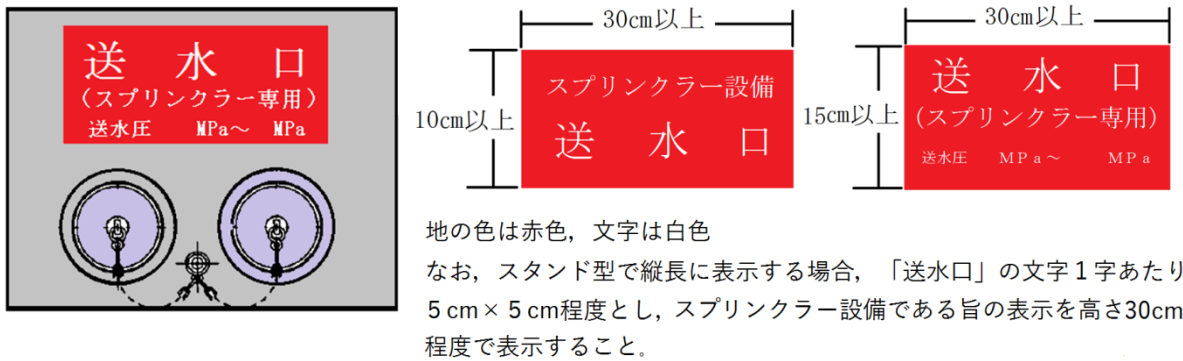 送 水 口
（スプリンクラー専用）
送水圧　　MPa～　MPa
30cm以上
10cm以上
スプリンクラー設備
送 水 口
30cm以上
15cm以上
送 水 口
（スプリンクラー専用）
送水圧　　ＭＰａ～　　ＭＰａ
地の色は赤色，文字は白色
なお，スタンド型で縦長に表示する場合，「送水口」の文字１字あたり
５cm×５cm程度とし，スプリンクラー設備である旨の表示を高さ30cm
程度で表示すること。